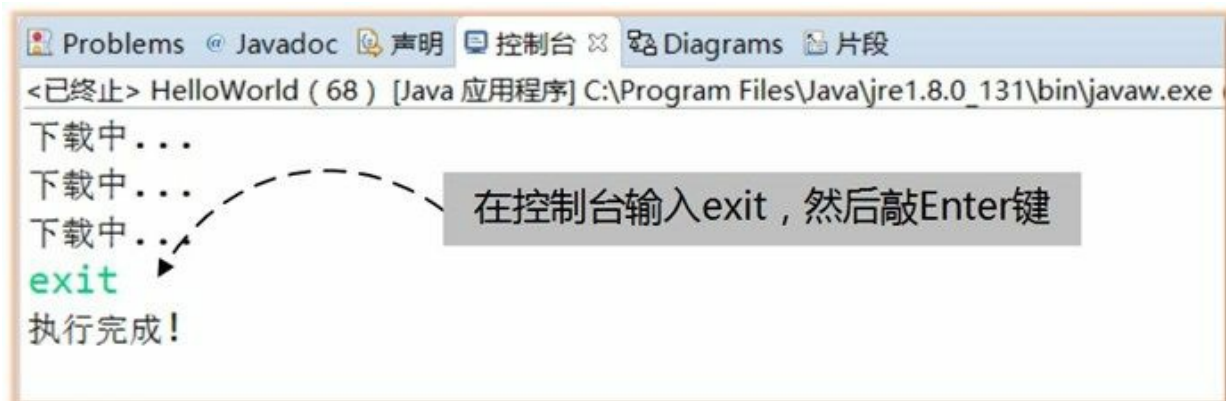 Problems @ Javadoc 声明 控制台 Diagrams 片段
<已终止> HelloWorld（68）[Java 应用程序] C:\Program Files\Java\jre1.8.0_131\bin\javaw.exe
下载中...
下载中...
在控制台输入exit，然后敲Enter键
下载中...
exit
执行完成!